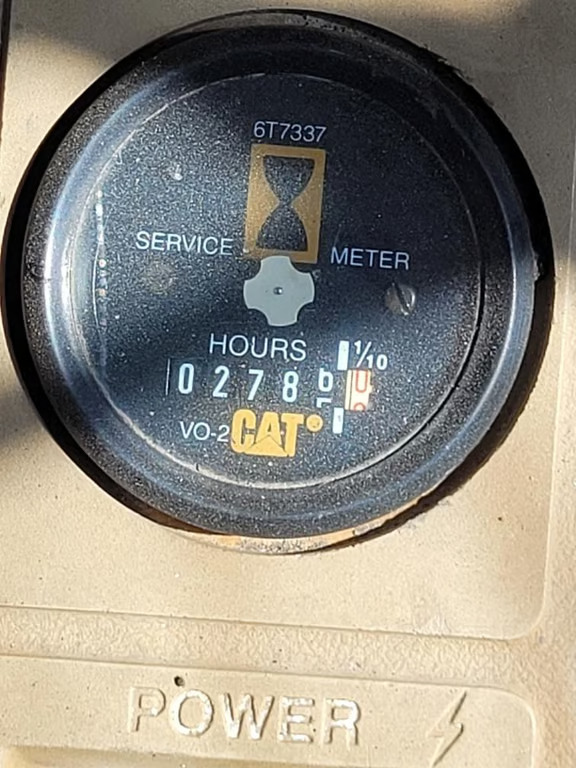 6T7337
SERVICE METER
HOURS 1/10
0278
VO-2
CAT
POWER